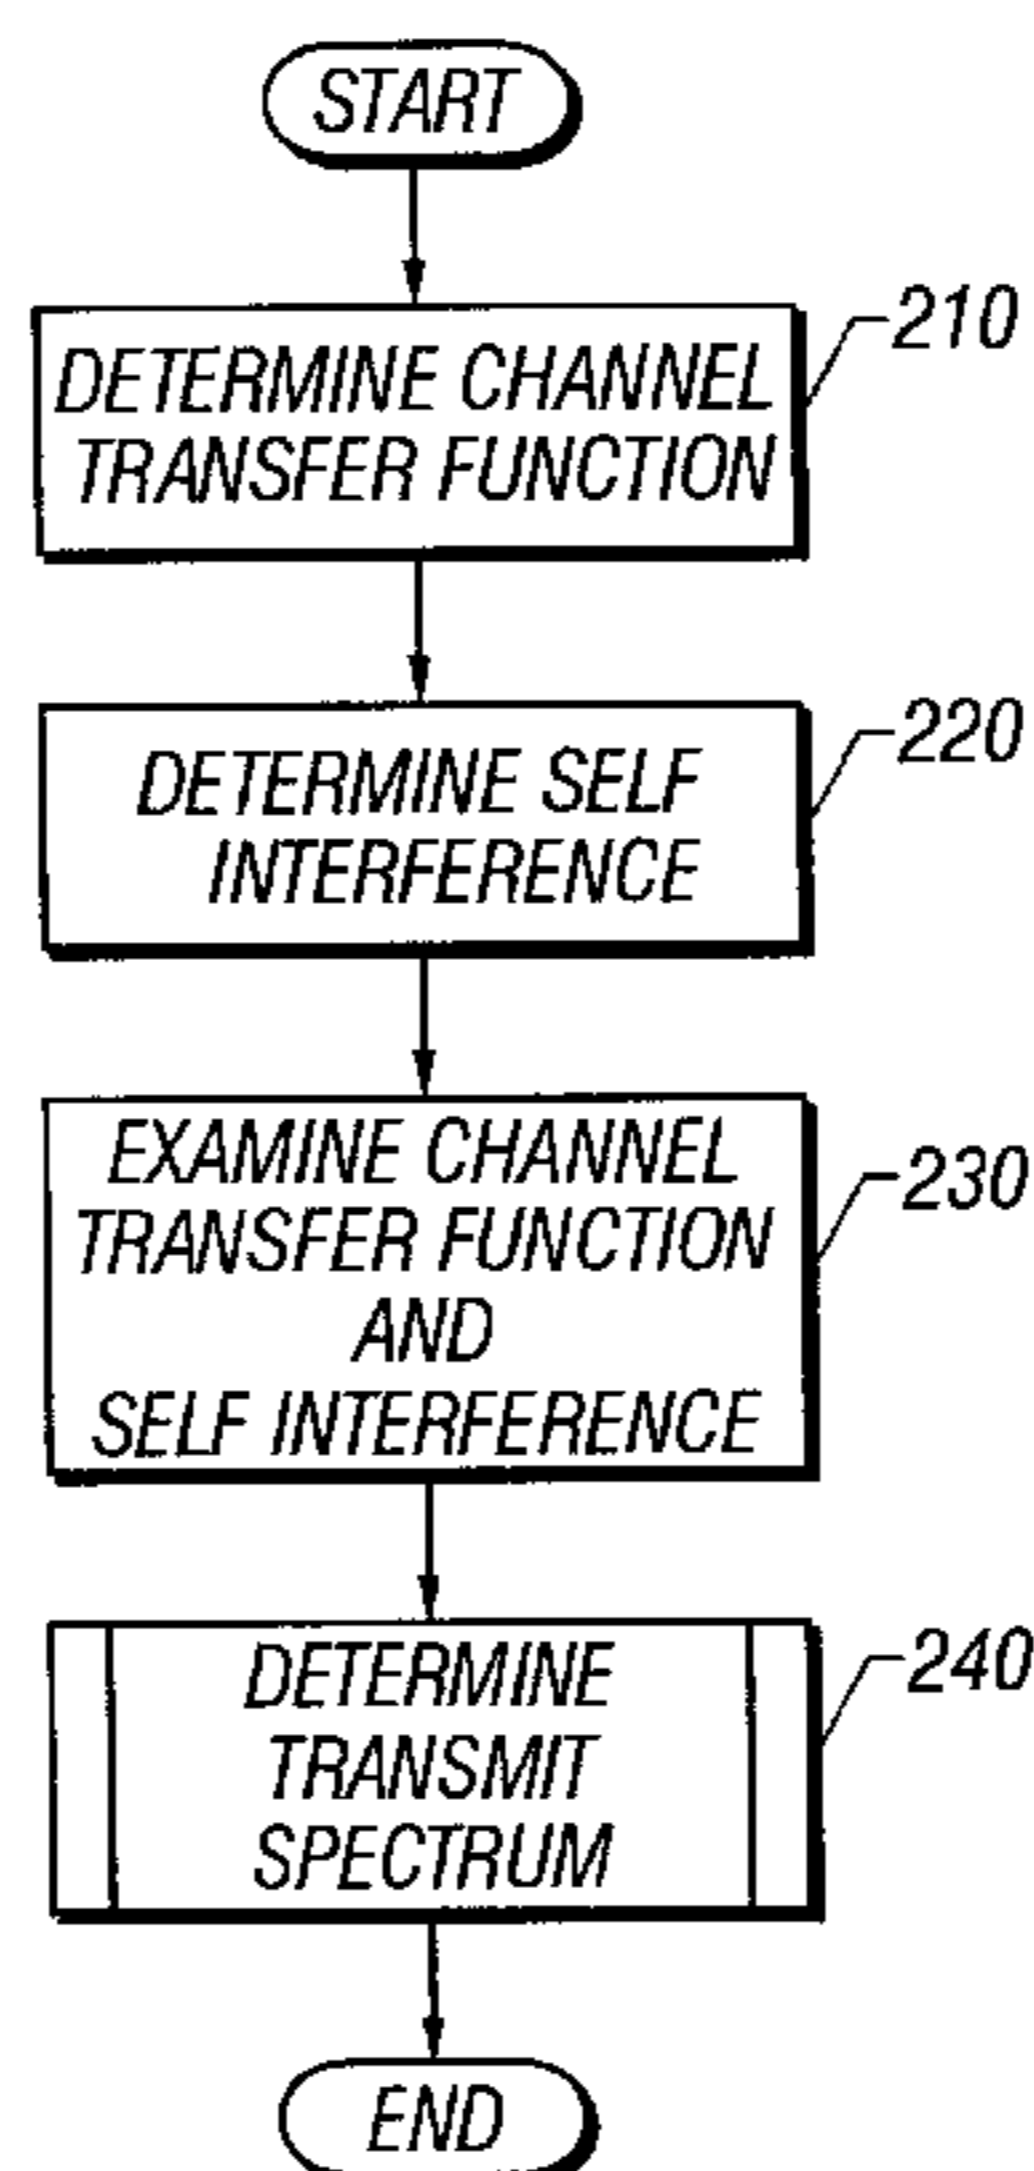 START
210
DETERMINE CHANNEL
TRANSFER FUNCTION
220
DETERMINE SELF
INTERFERENCE
230
EXAMINE CHANNEL
TRANSFER FUNCTION
AND
SELF INTERFERENCE
240
DETERMINE
TRANSMIT
SPECTRUM
END